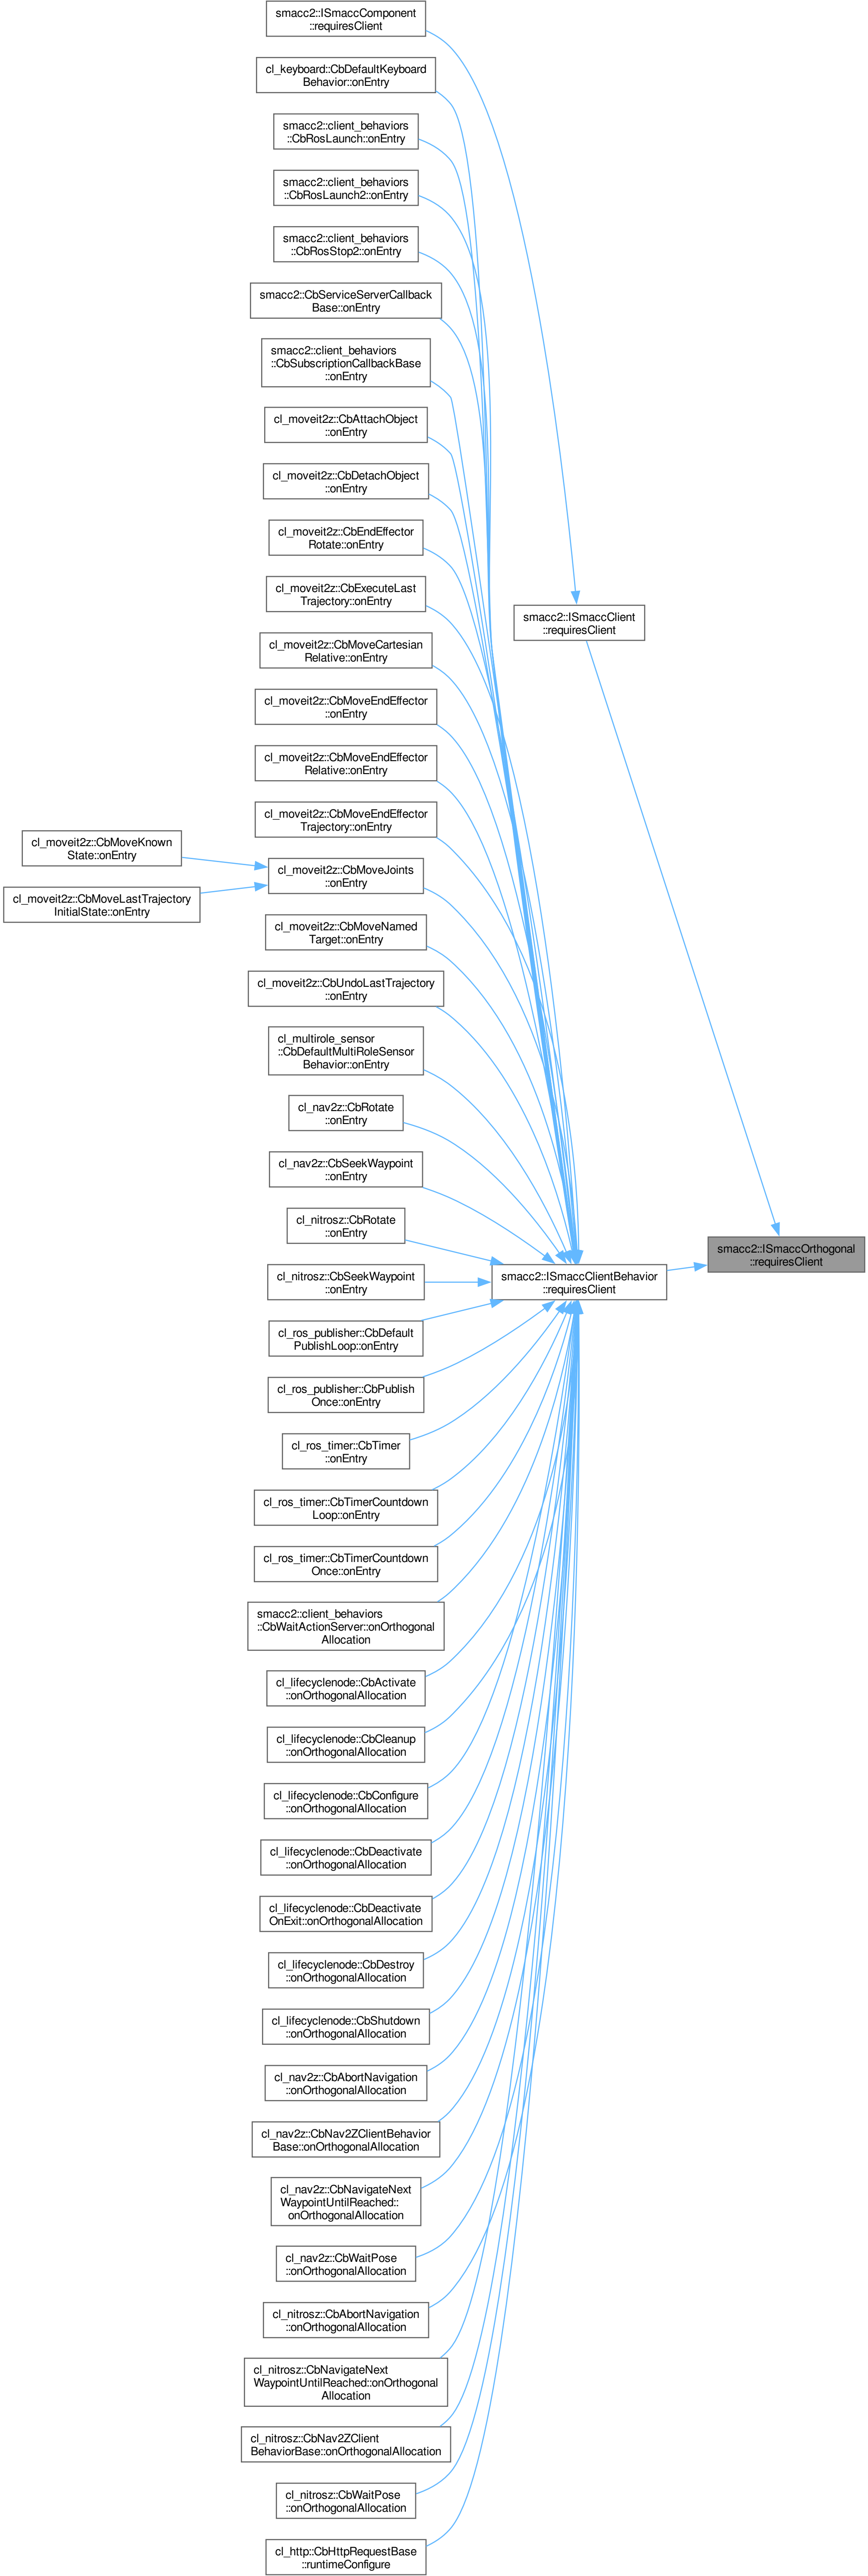 smacc2::ISmaccComponent
::requiresClient
cl_keyboard::CbDefaultKeyboard
Behavior::onEntry
smacc2::client_behaviors
::CbRosLaunch::onEntry
smacc2::client_behaviors
::CbRosLaunch2::onEntry
smacc2::client_behaviors
::CbRosStop2::onEntry
smacc2::CbServiceServerCallback
Base::onEntry
smacc2::client_behaviors
::CbSubscriptionCallbackBase
::onEntry
cl_moveit2z::CbAttachObject
::onEntry
cl_moveit2z::CbDetachObject
::onEntry
cl_moveit2z::CbEndEffector
Rotate::onEntry
cl_moveit2z::CbExecuteLast
Trajectory::onEntry
smacc2::ISmaccClient
::requiresClient
cl_moveit2z::CbMoveCartesian
Relative::onEntry
cl_moveit2z::CbMoveEndEffector
::onEntry
cl_moveit2z::CbMoveEndEffector
Relative::onEntry
cl_moveit2z::CbMoveEndEffector
Trajectory::onEntry
cl_moveit2z::CbMoveKnown
State::onEntry
cl_moveit2z::CbMoveJoints
::onEntry
cl_moveit2z::CbMoveLastTrajectory
InitialState::onEntry
cl_moveit2z::CbMoveNamed
Target::onEntry
cl_moveit2z::CbUndoLastTrajectory
::onEntry
cl_multirole_sensor
::CbDefaultMultiRoleSensor
Behavior::onEntry
cl_nav2z::CbRotate
::onEntry
cl_nav2z::CbSeekWaypoint
::onEntry
cl_nitrosz::CbRotate
::onEntry
smacc2::ISmaccOrthogonal
::requiresClient
cl_nitrosz::CbSeekWaypoint
::onEntry
smacc2::ISmaccClientBehavior
::requiresClient
cl_ros_publisher::CbDefault
PublishLoop::onEntry
cl_ros_publisher::CbPublish
Once::onEntry
cl_ros_timer::CbTimer
::onEntry
cl_ros_timer::CbTimerCountdown
Loop::onEntry
cl_ros_timer::CbTimerCountdown
Once::onEntry
smacc2::client_behaviors
::CbWaitActionServer::onOrthogonal
Allocation
cl_lifecyclenode::CbActivate
::onOrthogonalAllocation
cl_lifecyclenode::CbCleanup
::onOrthogonalAllocation
cl_lifecyclenode::CbConfigure
::onOrthogonalAllocation
cl_lifecyclenode::CbDeactivate
::onOrthogonalAllocation
cl_lifecyclenode::CbDeactivate
OnExit::onOrthogonalAllocation
cl_lifecyclenode::CbDestroy
::onOrthogonalAllocation
cl_lifecyclenode::CbShutdown
::onOrthogonalAllocation
cl_nav2z::CbAbortNavigation
::onOrthogonalAllocation
cl_nav2z::CbNav2ZClientBehavior
Base::onOrthogonalAllocation
cl_nav2z::CbNavigateNext
WaypointUntilReached::
onOrthogonalAllocation
cl_nav2z::CbWaitPose
::onOrthogonalAllocation
cl_nitrosz::CbAbortNavigation
::onOrthogonalAllocation
cl_nitrosz::CbNavigateNext
WaypointUntilReached::onOrthogonal
Allocation
cl_nitrosz::CbNav2ZClient
BehaviorBase::onOrthogonalAllocation
cl_nitrosz::CbWaitPose
::onOrthogonalAllocation
cl_http::CbHttpRequestBase
::runtimeConfigure